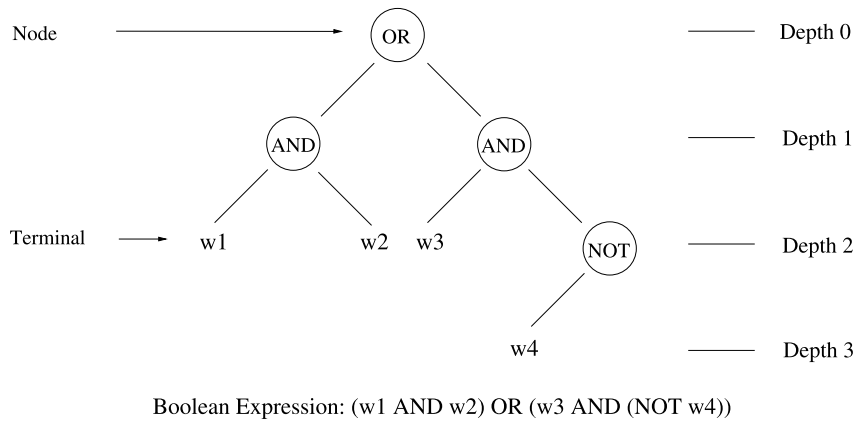 Node OR Depth 0
AND AND Depth 1
Terminal w1 w2 w3 NOT Depth 2
w4 Depth 3
Boolean Expression: (w1 AND w2) OR (w3 AND (NOT w4))